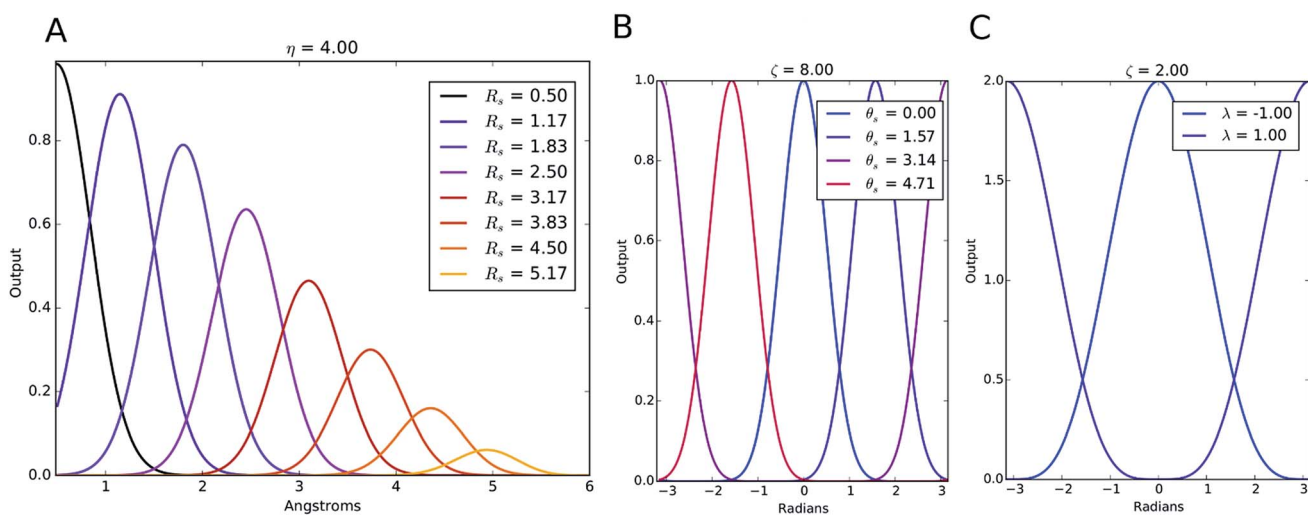 A
η = 4.00
R_s = 0.50
R_s = 1.17
R_s = 1.83
R_s = 2.50
R_s = 3.17
R_s = 3.83
R_s = 4.50
R_s = 5.17
Output
0.8
0.6
0.4
0.2
0.0
1 2 3 4 5 6
Angstroms
B
ζ = 8.00
θ_s = 0.00
θ_s = 1.57
θ_s = 3.14
θ_s = 4.71
Output
1.0
0.8
0.6
0.4
0.2
0.0
−3 −2 −1 0 1 2 3
Radians
C
ζ = 2.00
λ = -1.00
λ = 1.00
Output
2.0
1.5
1.0
0.5
0.0
−3 −2 −1 0 1 2 3
Radians